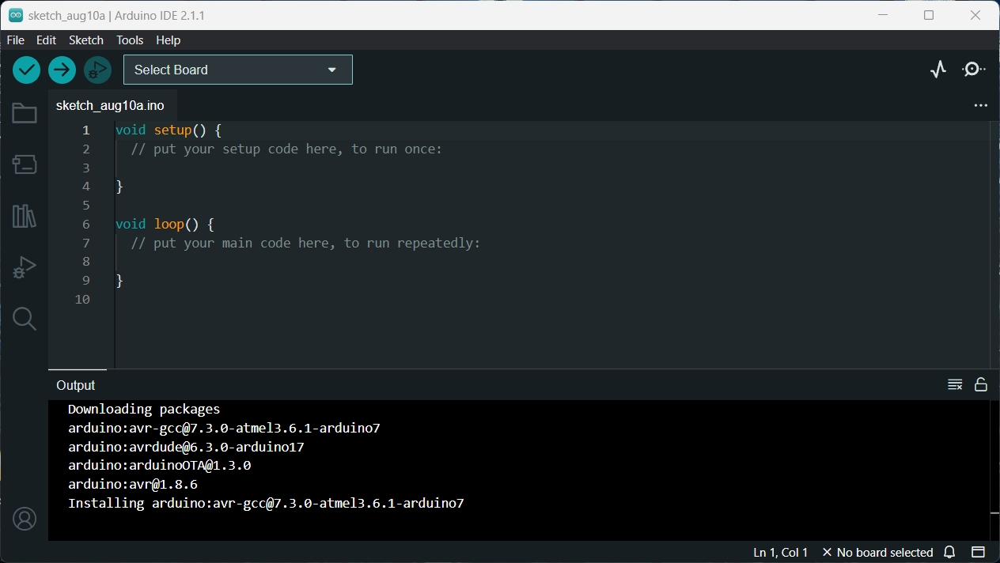 sketch_aug10a | Arduino IDE 2.1.1
File Edit Sketch Tools Help
Select Board
sketch_aug10a.ino
1 void setup() {
2 // put your setup code here, to run once:
3
4 }
5
6 void loop() {
7 // put your main code here, to run repeatedly:
8
9 }
10
Output
Downloading packages
arduino:avr-gcc@7.3.0-atmel3.6.1-arduino7
arduino:avrdude@6.3.0-arduino17
arduino:arduinoOTA@1.3.0
arduino:avr@1.8.6
Installing arduino:avr-gcc@7.3.0-atmel3.6.1-arduino7
Ln 1, Col 1 No board selected